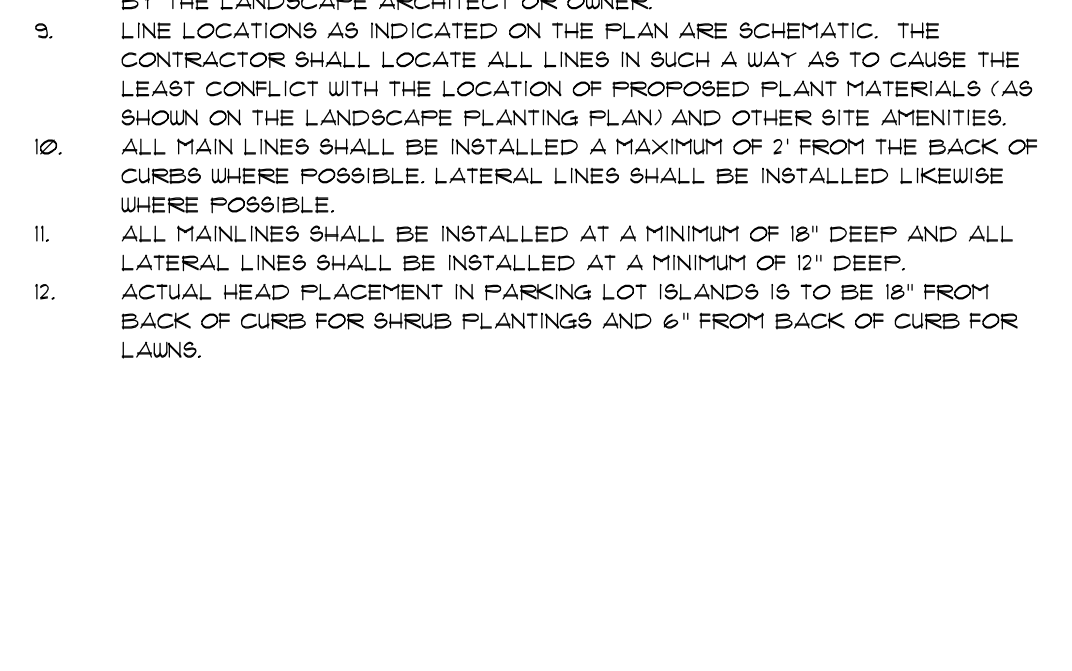 BY THE LANDSCAPE ARCHITECT OR OWNER.
9. LINE LOCATIONS AS INDICATED ON THE PLAN ARE SCHEMATIC. THE
CONTRACTOR SHALL LOCATE ALL LINES IN SUCH A WAY AS TO CAUSE THE
LEAST CONFLICT WITH THE LOCATION OF PROPOSED PLANT MATERIALS (AS
SHOWN ON THE LANDSCAPE PLANTING PLAN) AND OTHER SITE AMENITIES.
10. ALL MAIN LINES SHALL BE INSTALLED A MAXIMUM OF 2' FROM THE BACK OF
CURBS WHERE POSSIBLE. LATERAL LINES SHALL BE INSTALLED LIKEWISE
WHERE POSSIBLE.
11. ALL MAINLINES SHALL BE INSTALLED AT A MINIMUM OF 18" DEEP AND ALL
LATERAL LINES SHALL BE INSTALLED AT A MINIMUM OF 12" DEEP.
12. ACTUAL HEAD PLACEMENT IN PARKING LOT ISLANDS IS TO BE 18" FROM
BACK OF CURB FOR SHRUB PLANTINGS AND 6" FROM BACK OF CURB FOR
LAWNS.